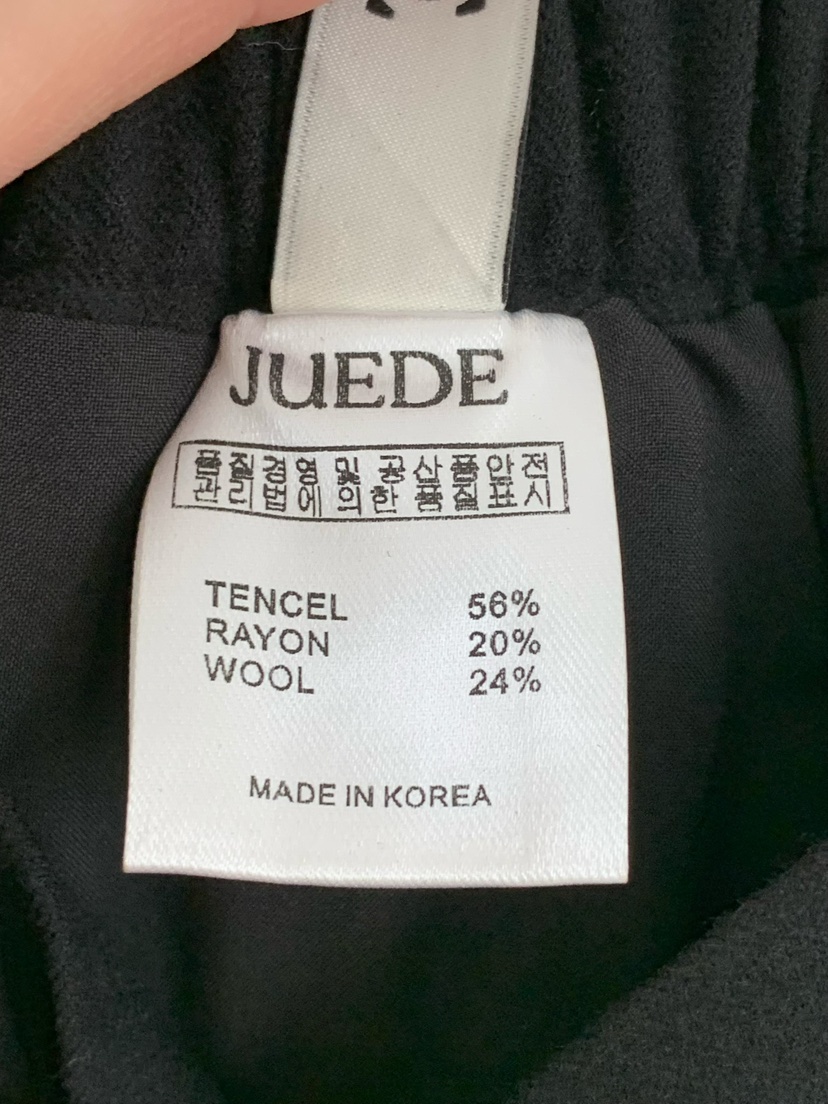 JUEDE
품질경영 및 공산품안전
관리법에 의한 품질표시
TENCEL 56%
RAYON 20%
WOOL 24%
MADE IN KOREA